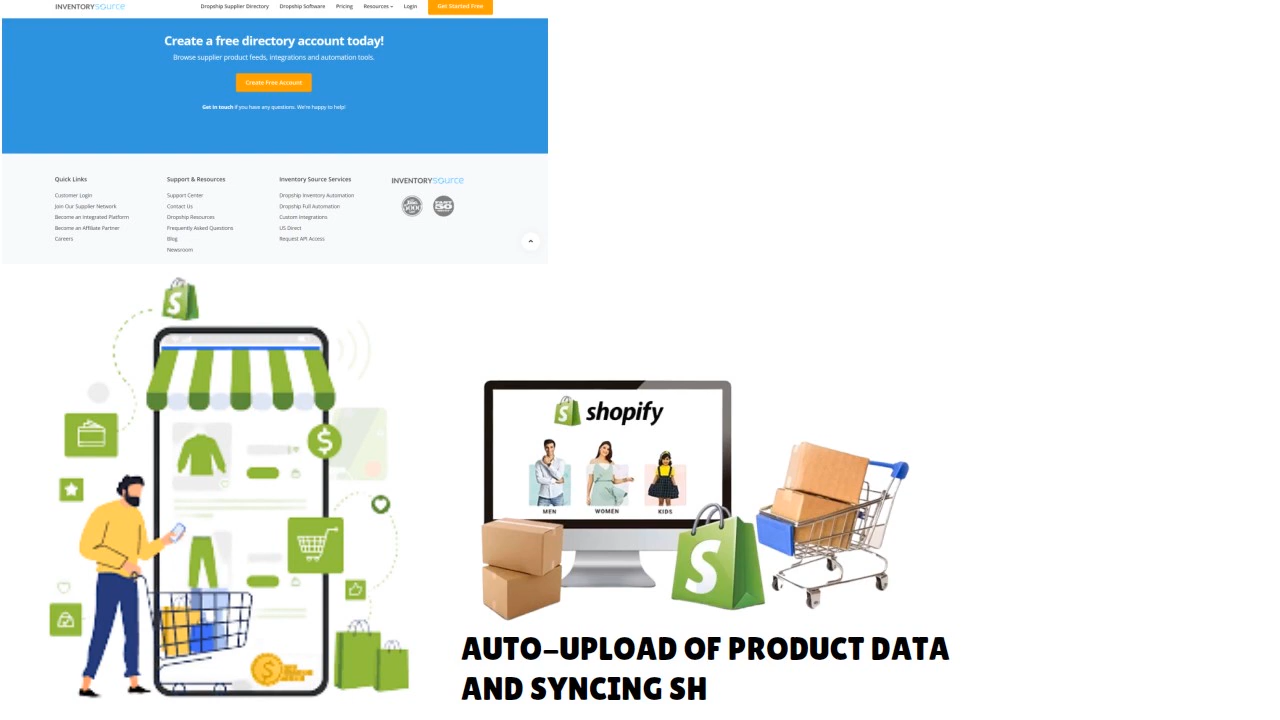 INVENTORY source
Dropship Supplier Directory Dropship Software Pricing Resources Login Get Started Free
Create a free directory account today!
Browse supplier product feeds, integrations and automation tools.
Create Free Account
Get in touch if you have any questions. We're happy to help!
Quick Links
Customer Login
Join Our Supplier Network
Become an Integrated Platform
Become an Affiliate Partner
Careers
Support & Resources
Support Center
Contact Us
Dropship Resources
Frequently Asked Questions
Blog
Newsroom
Inventory Source Services
Dropship Inventory Automation
Dropship Full Automation
Custom Integrations
US Direct
Request API Access
INVENTORY source
S
$
shopify
MEN WOMEN KIDS
S
AUTO-UPLOAD OF PRODUCT DATA
AND SYNCING SH